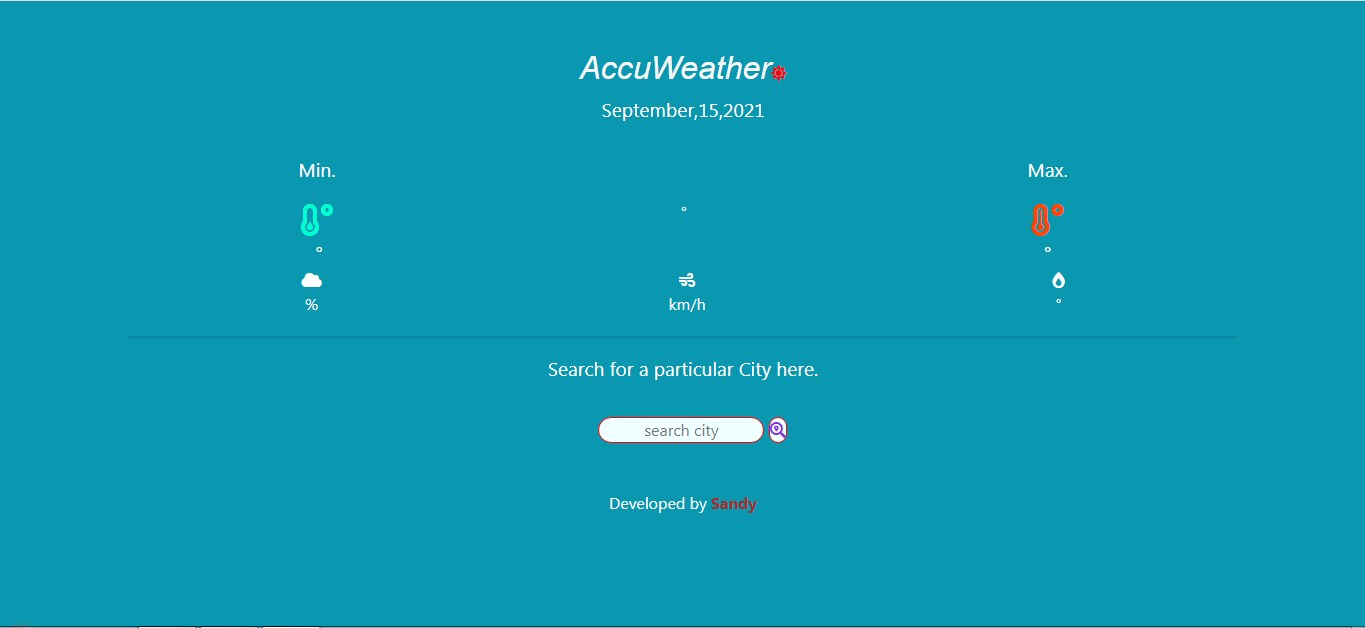 AccuWeather
September,15,2021
Min. Max.
°
° °
% km/h °
Search for a particular City here.
search city
Developed by Sandy